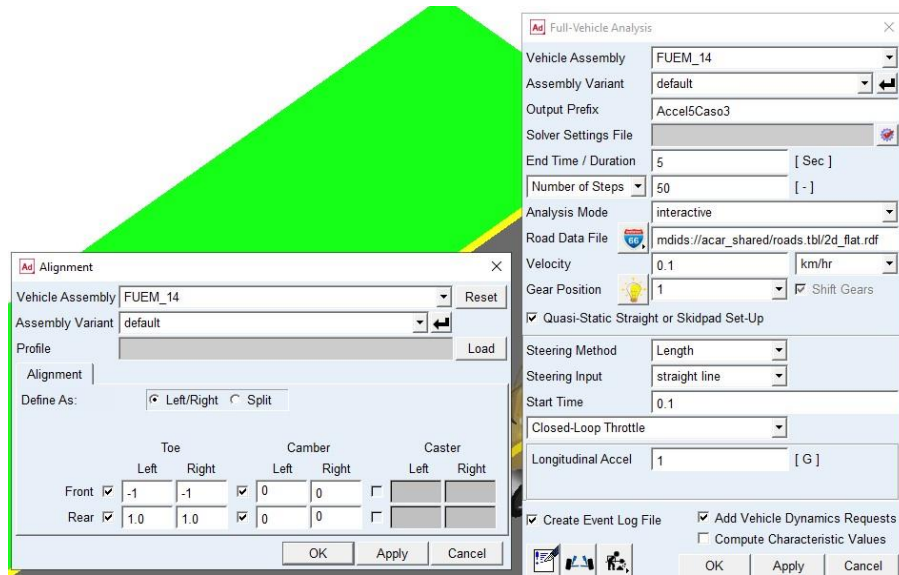 Ad Full-Vehicle Analysis
Vehicle Assembly FUEM_14
Assembly Variant default
Output Prefix Accel5Caso3
Solver Settings File
End Time / Duration 5 [ Sec ]
Number of Steps 50 [ - ]
Analysis Mode interactive
Road Data File 66 mdids://acar_shared/roads.tbl/2d_flat.rdf
Velocity 0.1 km/hr
Gear Position 1 Shift Gears
Quasi-Static Straight or Skidpad Set-Up
Steering Method Length
Steering Input straight line
Start Time 0.1
Closed-Loop Throttle
Longitudinal Accel 1 [ G ]
Create Event Log File Add Vehicle Dynamics Requests
Compute Characteristic Values
OK Apply Cancel
Ad Alignment
Vehicle Assembly FUEM_14 Reset
Assembly Variant default
Profile Load
Alignment
Define As: Left/Right Split
Toe Camber Caster
Left Right Left Right Left Right
Front -1 -1 0 0
Rear 1.0 1.0 0 0
OK Apply Cancel